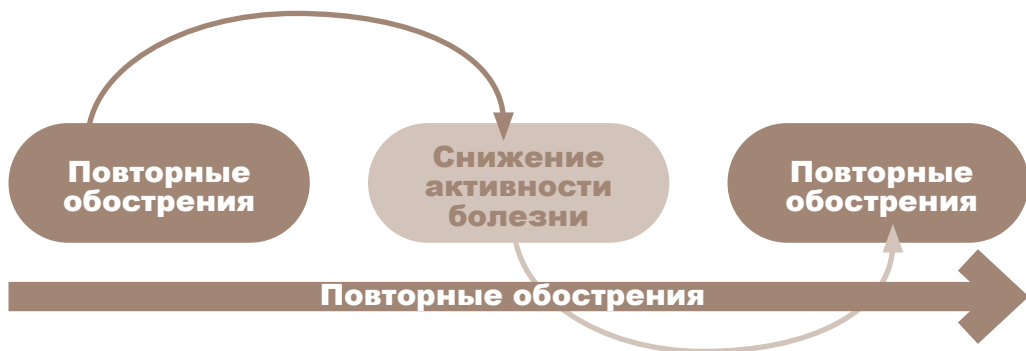 Повторные
обострения
Снижение
активности
болезни
Повторные
обострения
Повторные обострения